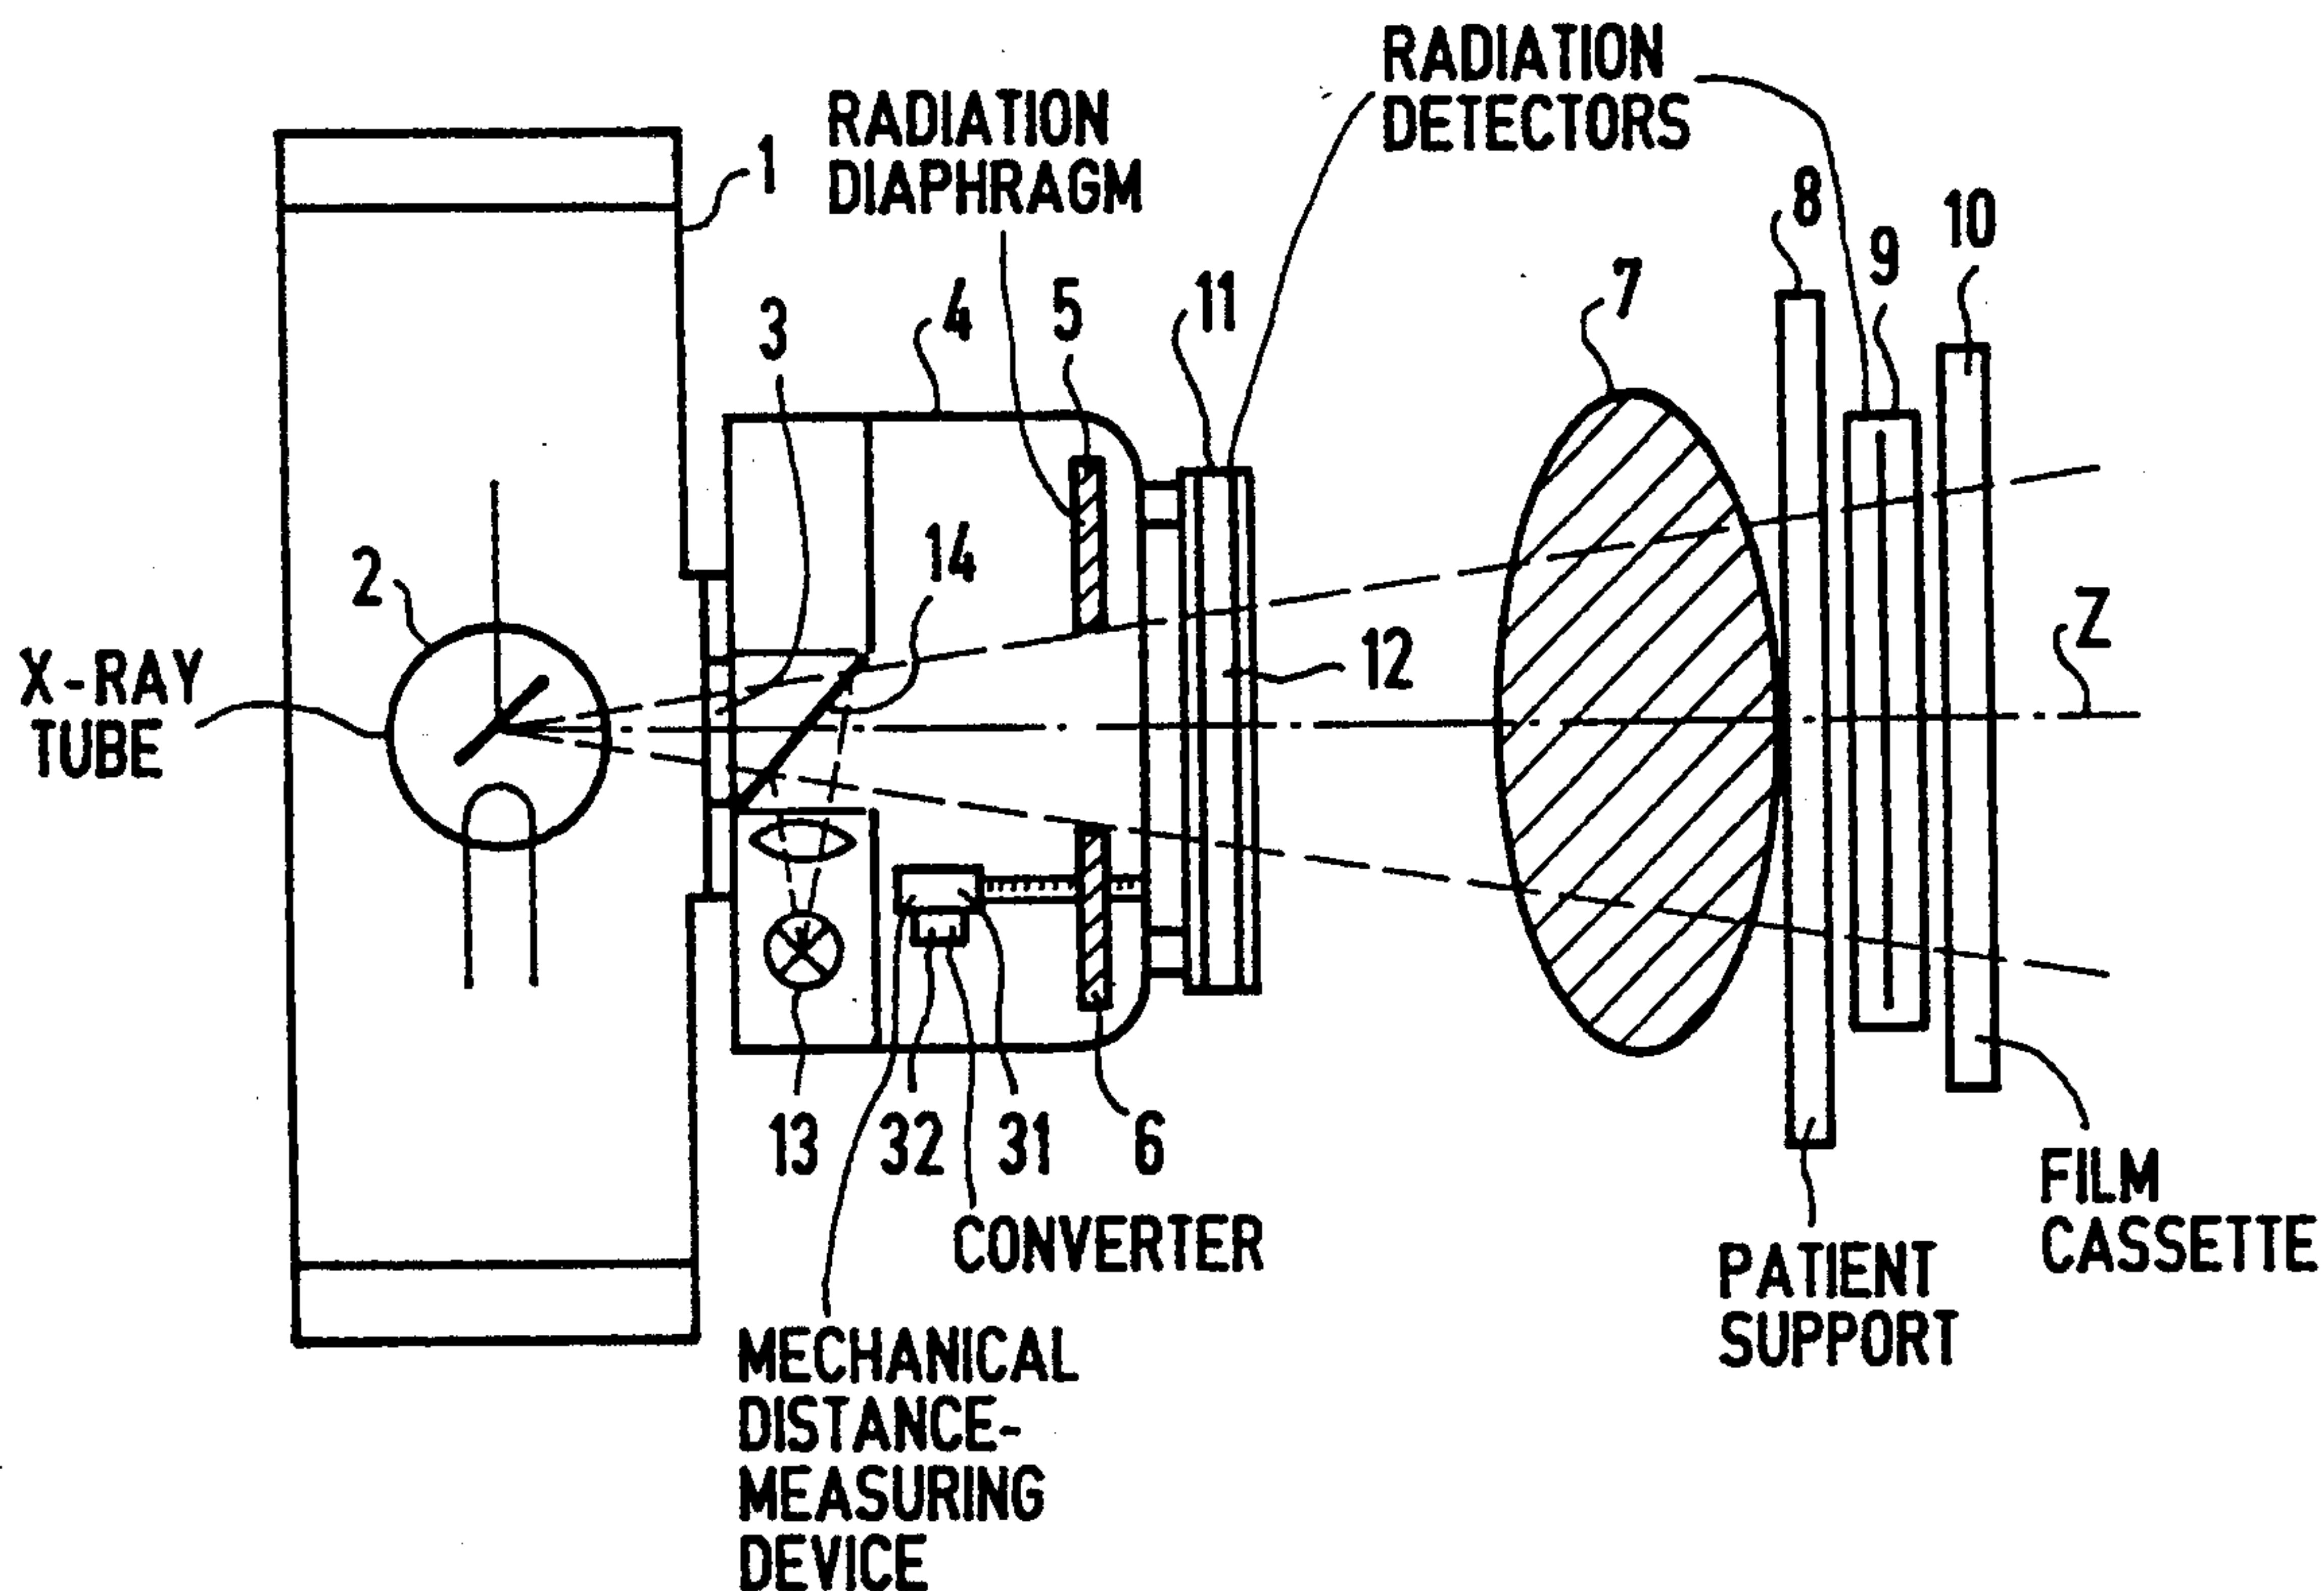 RADIATION
DETECTORS
RADIATION
DIAPHRAGM
1
8
10
9
7
3
4
5
11
14
2
12
Z
X-RAY
TUBE
13
32
31
6
CONVERTER
FILM
CASSETTE
PATIENT
SUPPORT
MECHANICAL
DISTANCE-
MEASURING
DEVICE